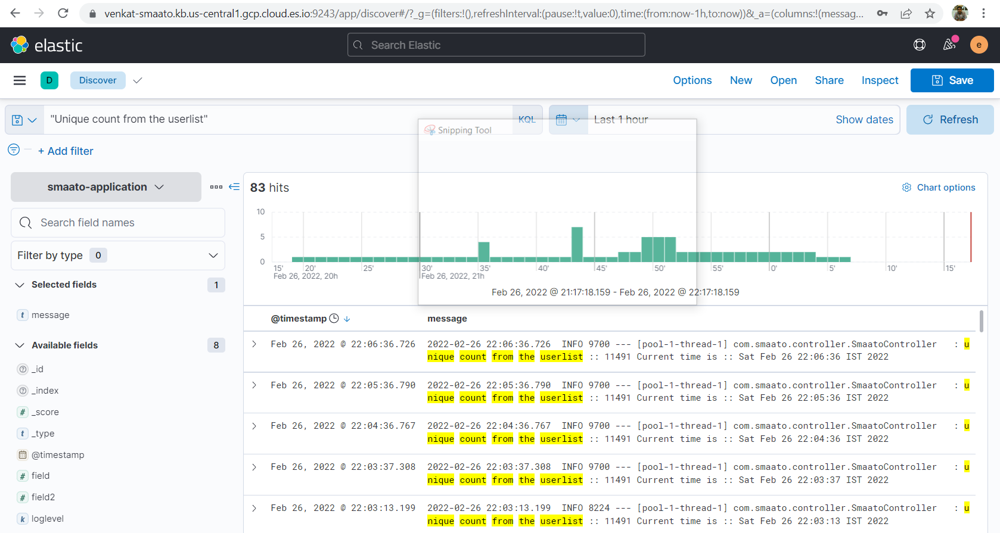 venkat-smaato.kb.us-central1.gcp.cloud.es.io:9243/app/discover#/?_g=(filters:!(),refreshInterval:(pause:!t,value:0),time:(from:now-1h,to:now))&_a=(columns:!(messag...
elastic
Search Elastic
e
D
Discover
Options New Open Share Inspect Save
"Unique count from the userlist"
KQL
Last 1 hour
Show dates
Refresh
Snipping Tool
+ Add filter
smaato-application
83 hits
Chart options
Search field names
Filter by type 0
Selected fields 1
t message
Available fields 8
_id
_index
# _score
t _type
@timestamp
# field
# field2
k loglevel
10
5
0
15' 20' 25' 30' 35' 40' 45' 50' 55' 0' 5' 10' 15'
Feb 26, 2022, 20h Feb 26, 2022, 21h
Feb 26, 2022 @ 21:17:18.159 - Feb 26, 2022 @ 22:17:18.159
@timestamp message
Feb 26, 2022 @ 22:06:36.726 2022-02-26 22:06:36.726 INFO 9700 --- [pool-1-thread-1] com.smaato.controller.SmaatoController : u
nique count from the userlist :: 11491 Current time is :: Sat Feb 26 22:06:36 IST 2022
Feb 26, 2022 @ 22:05:36.790 2022-02-26 22:05:36.790 INFO 9700 --- [pool-1-thread-1] com.smaato.controller.SmaatoController : u
nique count from the userlist :: 11491 Current time is :: Sat Feb 26 22:05:36 IST 2022
Feb 26, 2022 @ 22:04:36.767 2022-02-26 22:04:36.767 INFO 9700 --- [pool-1-thread-1] com.smaato.controller.SmaatoController : u
nique count from the userlist :: 11491 Current time is :: Sat Feb 26 22:04:36 IST 2022
Feb 26, 2022 @ 22:03:37.308 2022-02-26 22:03:37.308 INFO 9700 --- [pool-1-thread-1] com.smaato.controller.SmaatoController : u
nique count from the userlist :: 11491 Current time is :: Sat Feb 26 22:03:37 IST 2022
Feb 26, 2022 @ 22:03:13.199 2022-02-26 22:03:13.199 INFO 8224 --- [pool-1-thread-1] com.smaato.controller.SmaatoController : u
nique count from the userlist :: 11491 Current time is :: Sat Feb 26 22:03:13 IST 2022